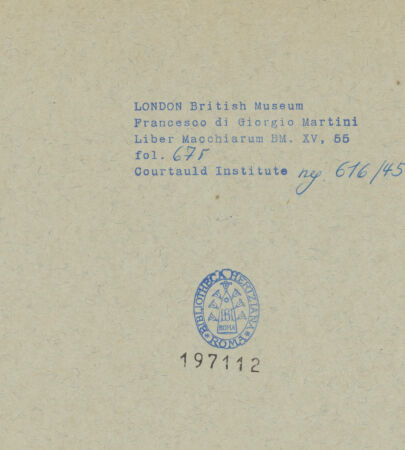 LONDON British Museum
Francesco di Giorgio Martini
Liber Macchiarum BM. XV, 55
fol. 67r
Courtauld Institute neg. 616/45
BIBLIOTHECA HERTZIANA
ROMA
ROMA
197112